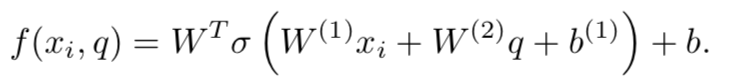 f(x_i, q) = W^T σ (W^{(1)} x_i + W^{(2)} q + b^{(1)}) + b.